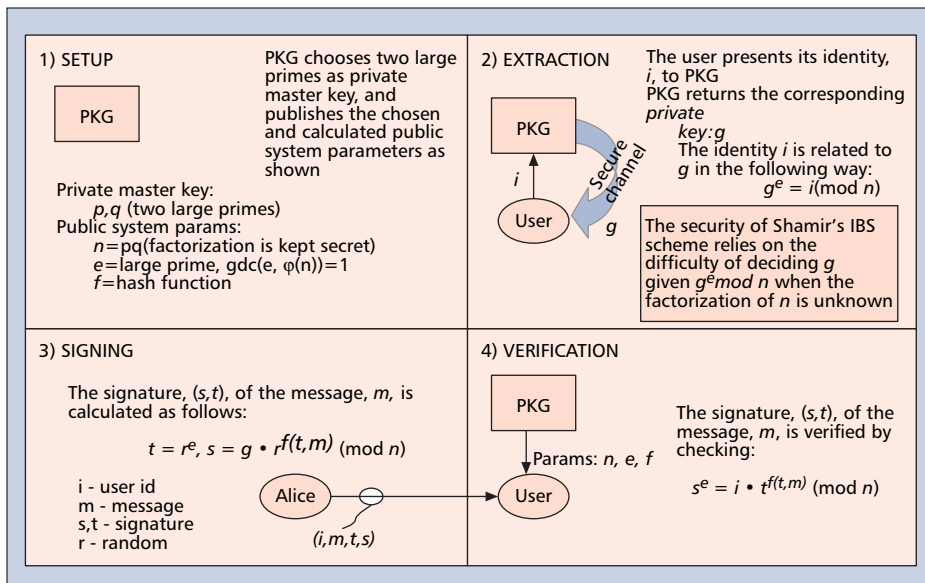 1) SETUP
PKG
PKG chooses two large
primes as private
master key, and
publishes the chosen
and calculated public
system parameters as
shown
Private master key:
p,q (two large primes)
Public system params:
n=pq(factorization is kept secret)
e=large prime, gdc(e, φ(n))=1
f=hash function
2) EXTRACTION
PKG
i
User
Secure
channel
g
The user presents its identity,
i, to PKG
PKG returns the corresponding
private
key:g
The identity i is related to
g in the following way:
g^e = i(mod n)
The security of Shamir's IBS
scheme relies on the
difficulty of deciding g
given g^e mod n when the
factorization of n is unknown
3) SIGNING
The signature, (s,t), of the message, m, is
calculated as follows:
t = r^e, s = g • r^f(t,m) (mod n)
i - user id
m - message
s,t - signature
r - random
Alice
(i,m,t,s)
4) VERIFICATION
PKG
Params: n, e, f
User
The signature, (s,t), of the
message, m, is verified by
checking:
s^e = i • t^f(t,m) (mod n)